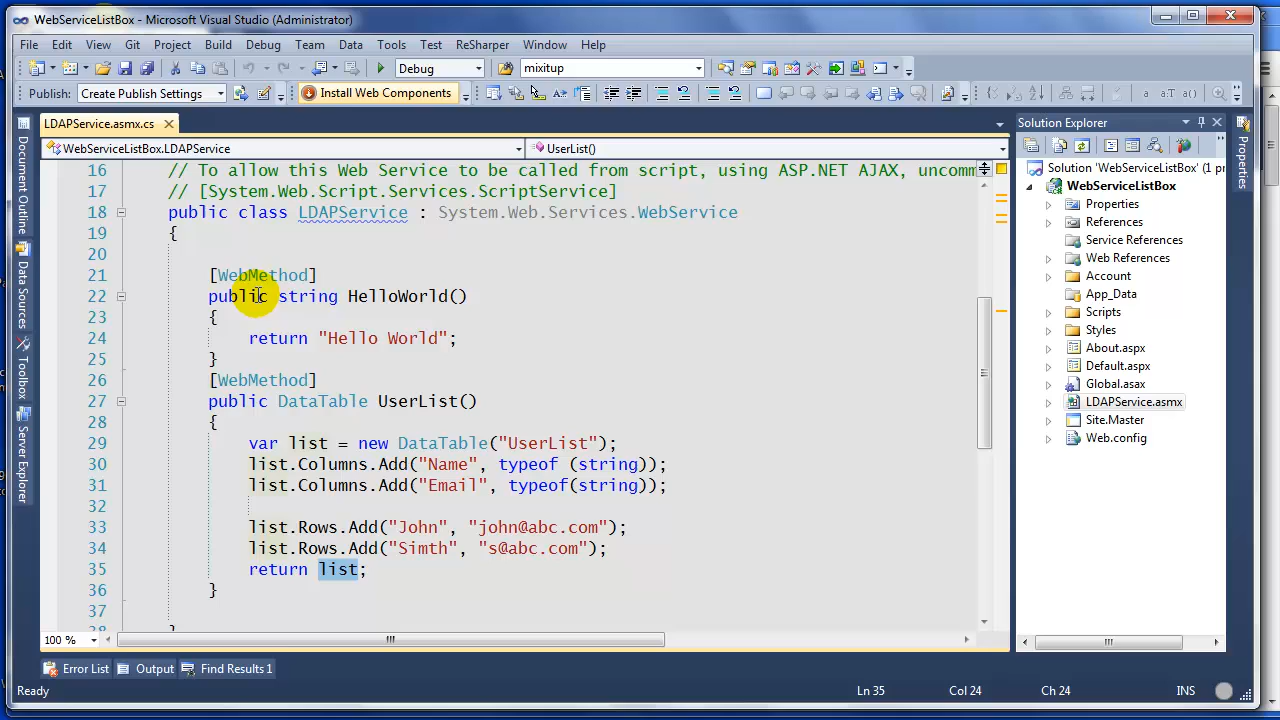 WebServiceListBox - Microsoft Visual Studio (Administrator)
File Edit View Git Project Build Debug Team Data Tools Test ReSharper Window Help
Debug mixitup
Publish: Create Publish Settings Install Web Components
LDAPService.asmx.cs
WebServiceListBox.LDAPService UserList()
16 // To allow this Web Service to be called from script, using ASP.NET AJAX, uncomm
17 // [System.Web.Script.Services.ScriptService]
18 public class LDAPService : System.Web.Services.WebService
19 {
20
21 [WebMethod]
22 public string HelloWorld()
23 {
24 return "Hello World";
25 }
26 [WebMethod]
27 public DataTable UserList()
28 {
29 var list = new DataTable("UserList");
30 list.Columns.Add("Name", typeof (string));
31 list.Columns.Add("Email", typeof(string));
32
33 list.Rows.Add("John", "john@abc.com");
34 list.Rows.Add("Simth", "s@abc.com");
35 return list;
36 }
37
100 %
Error List Output Find Results 1
Ready Ln 35 Col 24 Ch 24 INS
Document Outline
Data Sources
Toolbox
Server Explorer
Solution Explorer
Solution 'WebServiceListBox' (1 pr
WebServiceListBox
Properties
References
Service References
Web References
Account
App_Data
Scripts
Styles
About.aspx
Default.aspx
Global.asax
LDAPService.asmx
Site.Master
Web.config
Properties